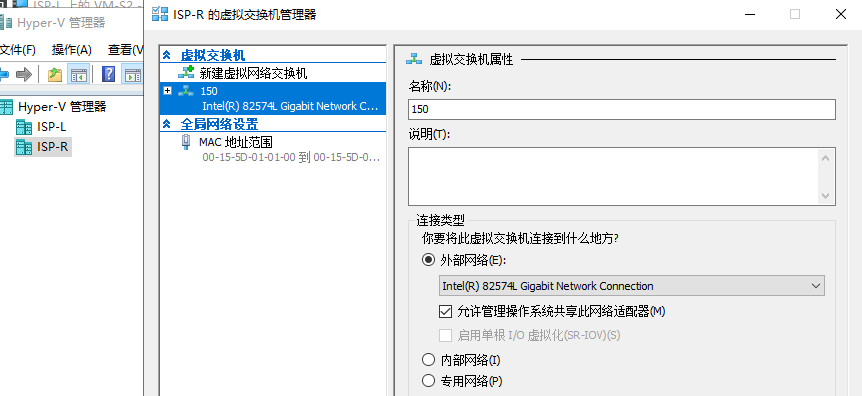 ISP-L 上的 VM-S2
Hyper-V 管理器
文件(F) 操作(A) 查看(V
Hyper-V 管理器
ISP-L
ISP-R
ISP-R 的虚拟交换机管理器
虚拟交换机
新建虚拟网络交换机
150
Intel(R) 82574L Gigabit Network C...
全局网络设置
MAC 地址范围
00-15-5D-01-01-00 到 00-15-5D-0...
虚拟交换机属性
名称(N):
150
说明(T):
连接类型
你要将此虚拟交换机连接到什么地方?
外部网络(E):
Intel(R) 82574L Gigabit Network Connection
允许管理操作系统共享此网络适配器(M)
启用单根 I/O 虚拟化(SR-IOV)(S)
内部网络(I)
专用网络(P)